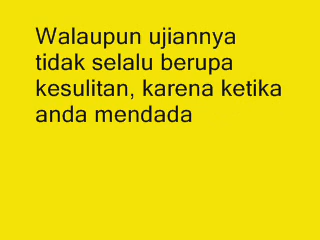 Walaupun ujiannya
tidak selalu berupa
kesulitan, karena ketika
anda mendada